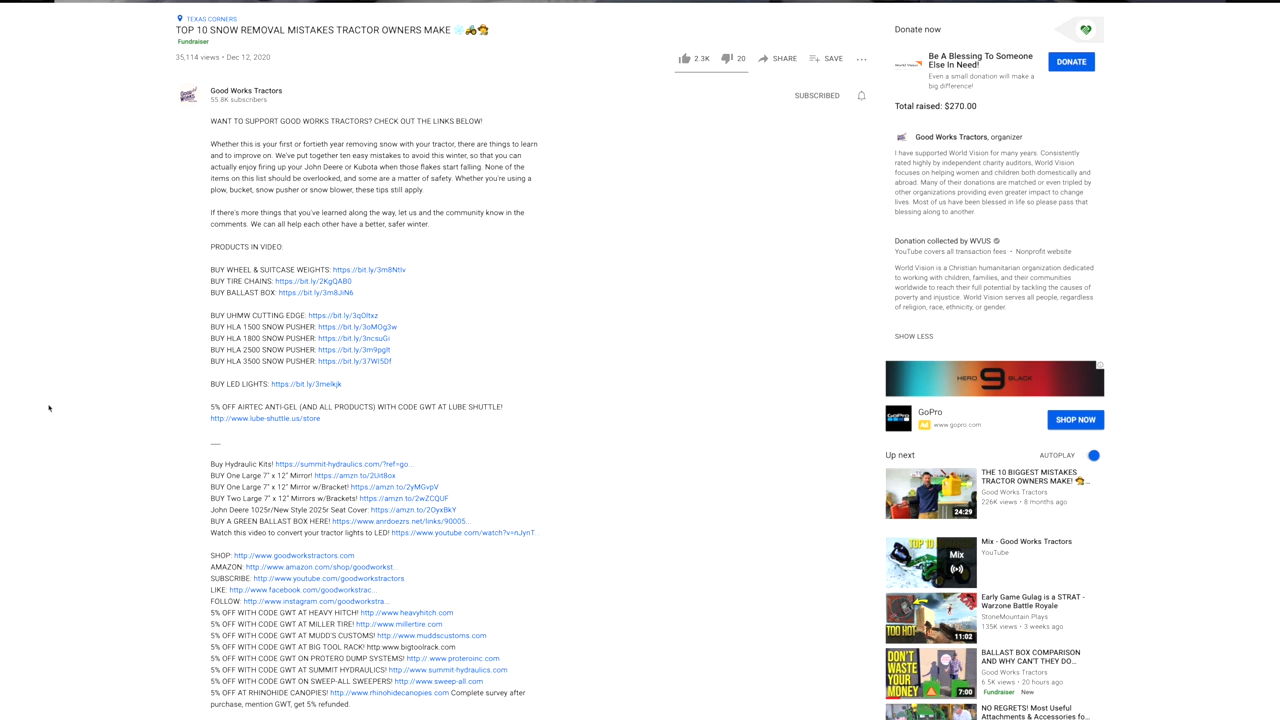 TEXAS CORNERS
TOP 10 SNOW REMOVAL MISTAKES TRACTOR OWNERS MAKE ❄️🚜🧑‍🌾
Fundraiser
35,114 views • Dec 12, 2020
2.3K
20
SHARE
SAVE
Good Works Tractors
55.8K subscribers
SUBSCRIBED
WANT TO SUPPORT GOOD WORKS TRACTORS? CHECK OUT THE LINKS BELOW!
Whether this is your first or fortieth year removing snow with your tractor, there are things to learn
and to improve on. We've put together ten easy mistakes to avoid this winter, so that you can
actually enjoy firing up your John Deere or Kubota when those flakes start falling. None of the
items on this list should be overlooked, and some are a matter of safety. Whether you're using a
plow, bucket, snow pusher or snow blower, these tips still apply.
If there's more things that you've learned along the way, let us and the community know in the
comments. We can all help each other have a better, safer winter.
PRODUCTS IN VIDEO:
BUY WHEEL & SUITCASE WEIGHTS: https://bit.ly/3m8NtIv
BUY TIRE CHAINS: https://bit.ly/2KgQAB0
BUY BALLAST BOX: https://bit.ly/3m8JiN6
BUY UHMW CUTTING EDGE: https://bit.ly/3qOltxz
BUY HLA 1500 SNOW PUSHER: https://bit.ly/3oMOg3w
BUY HLA 1800 SNOW PUSHER: https://bit.ly/3ncsuGi
BUY HLA 2500 SNOW PUSHER: https://bit.ly/3m9pglt
BUY HLA 3500 SNOW PUSHER: https://bit.ly/37WI5Df
BUY LED LIGHTS: https://bit.ly/3melkjk
5% OFF AIRTEC ANTI-GEL (AND ALL PRODUCTS) WITH CODE GWT AT LUBE SHUTTLE!
http://www.lube-shuttle.us/store
___
Buy Hydraulic Kits! https://summit-hydraulics.com/?ref=go...
BUY One Large 7" x 12" Mirror! https://amzn.to/2Uit8ox
BUY One Large 7" x 12" Mirror w/Bracket! https://amzn.to/2yMGvpV
BUY Two Large 7" x 12" Mirrors w/Brackets! https://amzn.to/2wZCQUF
John Deere 1025r/New Style 2025r Seat Cover: https://amzn.to/2OyxBkY
BUY A GREEN BALLAST BOX HERE! https://www.anrdoezrs.net/links/90005...
Watch this video to convert your tractor lights to LED! https://www.youtube.com/watch?v=nJynT...
SHOP: http://www.goodworkstractors.com
AMAZON: http://www.amazon.com/shop/goodworkst...
SUBSCRIBE: http://www.youtube.com/goodworkstractors
LIKE: http://www.facebook.com/goodworkstrac...
FOLLOW: http://www.instagram.com/goodworkstra...
5% OFF WITH CODE GWT AT HEAVY HITCH! http://www.heavyhitch.com
5% OFF WITH CODE GWT AT MILLER TIRE! http://www.millertire.com
5% OFF WITH CODE GWT AT MUDD'S CUSTOMS! http://www.muddscustoms.com
5% OFF WITH CODE GWT AT BIG TOOL RACK! http:www.bigtoolrack.com
5% OFF WITH CODE GWT ON PROTERO DUMP SYSTEMS! http://.www.proteroinc.com
5% OFF WITH CODE GWT AT SUMMIT HYDRAULICS! http://www.summit-hydraulics.com
5% OFF WITH CODE GWT ON SWEEP-ALL SWEEPERS! http://www.sweep-all.com
5% OFF AT RHINOHIDE CANOPIES! http://www.rhinohidecanopies.com Complete survey after
purchase, mention GWT, get 5% refunded.
Donate now
World Vision
Be A Blessing To Someone
Else In Need!
Even a small donation will make a
big difference!
DONATE
Total raised: $270.00
Good Works Tractors, organizer
I have supported World Vision for many years. Consistently
rated highly by independent charity auditors, World Vision
focuses on helping women and children both domestically and
abroad. Many of their donations are matched or even tripled by
other organizations providing even greater impact to change
lives. Most of us have been blessed in life so please pass that
blessing along to another.
Donation collected by WVUS
YouTube covers all transaction fees • Nonprofit website
World Vision is a Christian humanitarian organization dedicated
to working with children, families, and their communities
worldwide to reach their full potential by tackling the causes of
poverty and injustice. World Vision serves all people, regardless
of religion, race, ethnicity, or gender.
SHOW LESS
HERO 9 BLACK
GoPro
GoPro
Ad www.gopro.com
SHOP NOW
Up next
AUTOPLAY
24:29
THE 10 BIGGEST MISTAKES
TRACTOR OWNERS MAKE! 🧑‍🌾...
Good Works Tractors
226K views • 8 months ago
TOP 10
Mix
Mix - Good Works Tractors
YouTube
TOO HOT
11:02
Early Game Gulag is a STRAT -
Warzone Battle Royale
StoneMountain Plays
135K views • 3 weeks ago
DON'T
WASTE
YOUR
MONEY
7:00
BALLAST BOX COMPARISON
AND WHY CAN'T THEY DO...
Good Works Tractors
6.5K views • 20 hours ago
Fundraiser New
NO REGRETS! Most Useful
Attachments & Accessories fo...